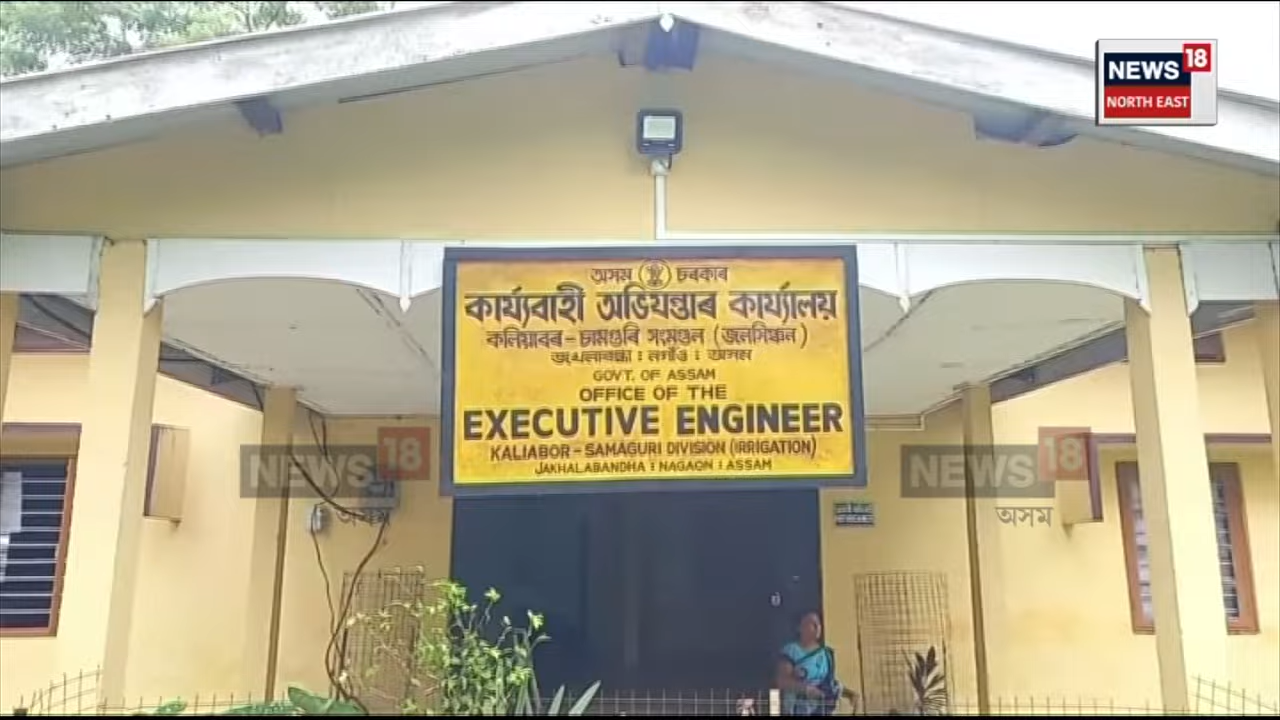 NEWS 18
NORTH EAST
অসম চৰকাৰ
কাৰ্য্যবাহী অভিযন্তাৰ কাৰ্য্যালয়
কলিয়াবৰ - চামগুৰি সংমণ্ডল (জলসিঞ্চন)
জখলাবন্ধা : নগাঁও : অসম
GOVT. OF ASSAM
OFFICE OF THE
EXECUTIVE ENGINEER
KALIABOR - SAMAGURI DIVISION (IRRIGATION)
JAKHALABANDHA : NAGAON : ASSAM
NEWS 18
অসম
NEWS 18
অসম